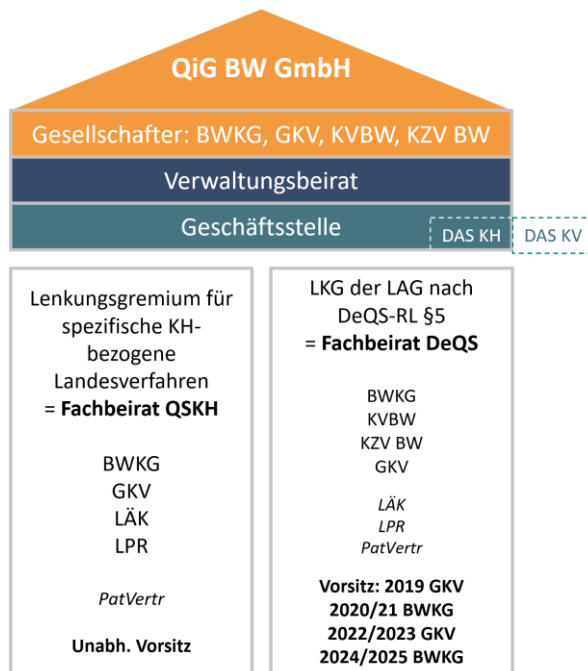 QiG BW GmbH
Gesellschafter: BWKG, GKV, KVBW, KZV BW
Verwaltungsbeirat
Geschäftsstelle
DAS KH
DAS KV
Lenkungsgremium für
spezifische KH-
bezogene
Landesverfahren
= Fachbeirat QSKH
BWKG
GKV
LÄK
LPR
PatVertr
Unabh. Vorsitz
LKG der LAG nach
DeQS-RL §5
= Fachbeirat DeQS
BWKG
KVBW
KZV BW
GKV
LÄK
LPR
PatVertr
Vorsitz: 2019 GKV
2020/21 BWKG
2022/2023 GKV
2024/2025 BWKG